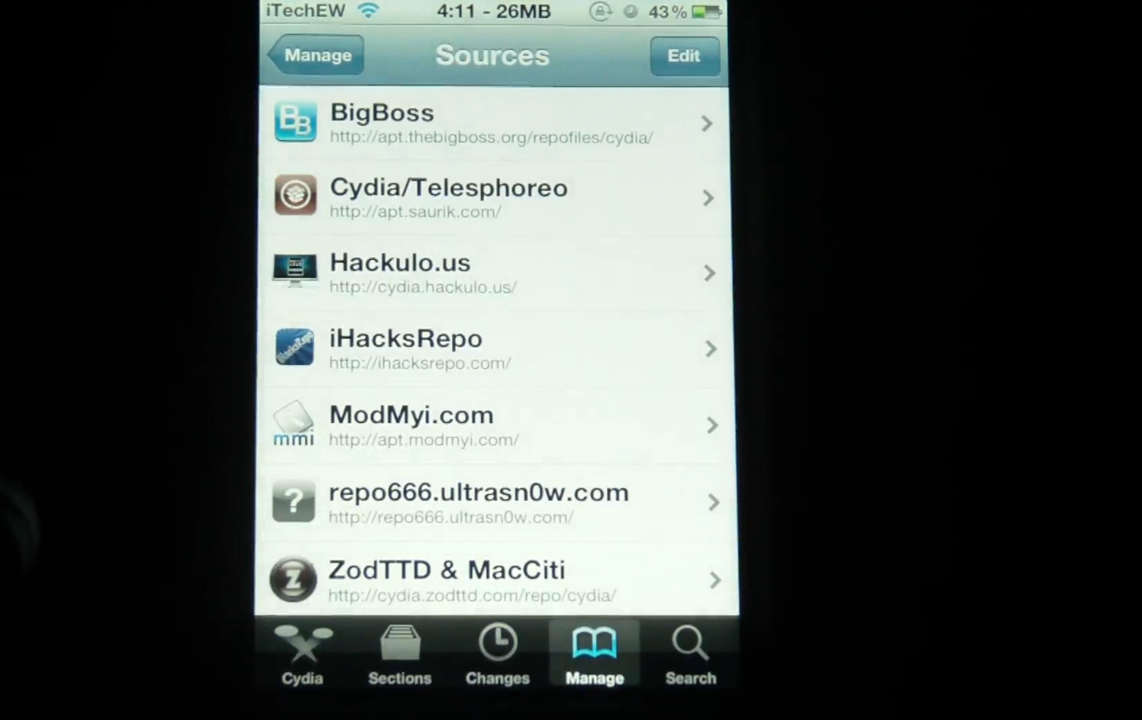 iTechEW 4:11 - 26MB 43%
Manage Sources Edit
BB BigBoss
http://apt.thebigboss.org/repofiles/cydia/
Cydia/Telesphoreo
http://apt.saurik.com/
Hackulo.us
http://cydia.hackulo.us/
iHacksRepo
iHacksRepo
http://ihacksrepo.com/
ModMyi.com
mmi http://apt.modmyi.com/
? repo666.ultrasn0w.com
http://repo666.ultrasn0w.com/
Z ZodTTD & MacCiti
http://cydia.zodttd.com/repo/cydia/
Cydia Sections Changes Manage Search